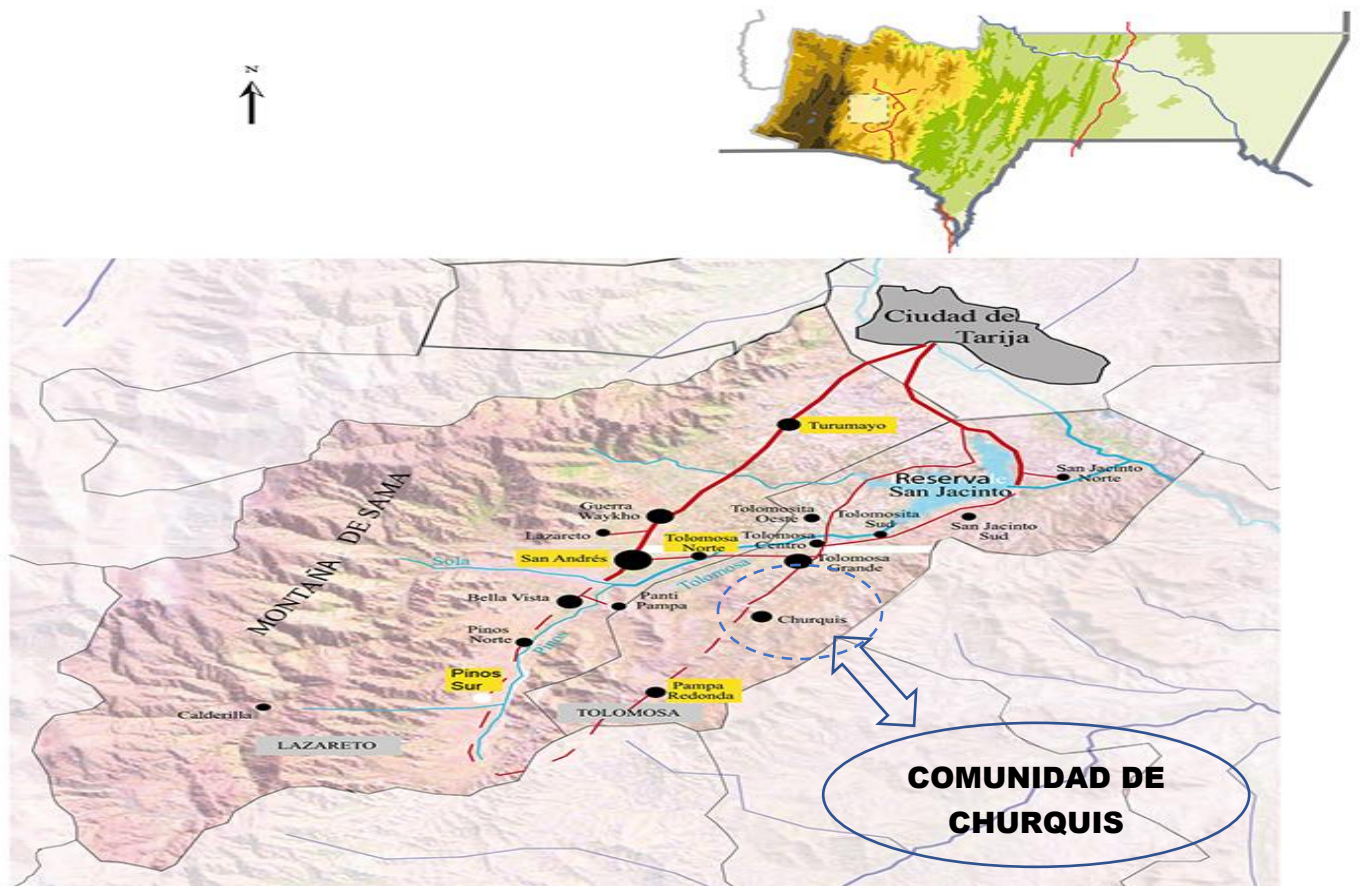 N
Ciudad de
Tarija
Turumayo
San Jacinto
Norte
Reserva
San Jacinto
Guerra
Waykho
Tolomosita
Oeste
Tolomosita
Sud
San Jacinto
Sud
Lazareto
Tolomosa
Norte
Tolomosa
Centro
San Andrés
Tolomosa
Grande
MONTAÑA DE SAMA
Sola
Tolomosa
Bella Vista
Panti
Pampa
Churquis
Pinos
Norte
Pinos
Pinos
Sur
Pampa
Redonda
Calderilla
TOLOMOSA
LAZARETO
COMUNIDAD DE
CHURQUIS